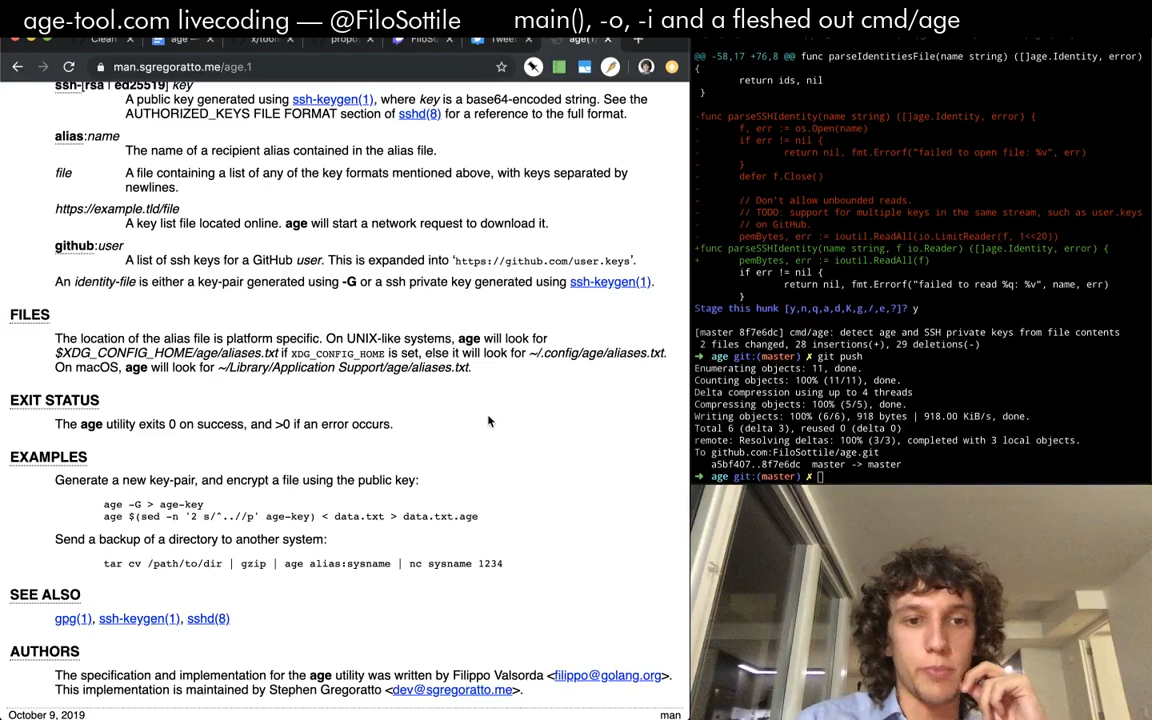 age-tool.com livecoding — @FiloSottile
main(), -o, -i and a fleshed out cmd/age
Clean
age —
x/tools
propo
FiloSo
Tweet
age(1)
man.sgregoratto.me/age.1
ssh-[rsa | ed25519] key
A public key generated using ssh-keygen(1), where key is a base64-encoded string. See the
AUTHORIZED_KEYS FILE FORMAT section of sshd(8) for a reference to the full format.
alias:name
The name of a recipient alias contained in the alias file.
file
A file containing a list of any of the key formats mentioned above, with keys separated by
newlines.
https://example.tld/file
A key list file located online. age will start a network request to download it.
github:user
A list of ssh keys for a GitHub user. This is expanded into ‘https://github.com/user.keys’.
An identity-file is either a key-pair generated using -G or a ssh private key generated using ssh-keygen(1).
FILES
The location of the alias file is platform specific. On UNIX-like systems, age will look for
$XDG_CONFIG_HOME/age/aliases.txt if XDG_CONFIG_HOME is set, else it will look for ~/.config/age/aliases.txt.
On macOS, age will look for ~/Library/Application Support/age/aliases.txt.
EXIT STATUS
The age utility exits 0 on success, and >0 if an error occurs.
EXAMPLES
Generate a new key-pair, and encrypt a file using the public key:
age -G > age-key
age $(sed -n '2 s/^..//p' age-key) < data.txt > data.txt.age
Send a backup of a directory to another system:
tar cv /path/to/dir | gzip | age alias:sysname | nc sysname 1234
SEE ALSO
gpg(1), ssh-keygen(1), sshd(8)
AUTHORS
The specification and implementation for the age utility was written by Filippo Valsorda <filippo@golang.org>.
This implementation is maintained by Stephen Gregoratto <dev@sgregoratto.me>.
October 9, 2019
man
@@ -58,17 +76,8 @@ func parseIdentitiesFile(name string) ([]age.Identity, error)
{
return ids, nil
}
-func parseSSHIdentity(name string) ([]age.Identity, error) {
- f, err := os.Open(name)
- if err != nil {
- return nil, fmt.Errorf("failed to open file: %v", err)
- }
- defer f.Close()
-
- // Don't allow unbounded reads.
- // TODO: support for multiple keys in the same stream, such as user.keys
- // on GitHub.
- pemBytes, err := ioutil.ReadAll(io.LimitReader(f, 1<<20))
+func parseSSHIdentity(name string, f io.Reader) ([]age.Identity, error) {
+ pemBytes, err := ioutil.ReadAll(f)
if err != nil {
return nil, fmt.Errorf("failed to read %q: %v", name, err)
}
Stage this hunk [y,n,q,a,d,K,g,/,e,?]? y
[master 8f7e6dc] cmd/age: detect age and SSH private keys from file contents
2 files changed, 28 insertions(+), 29 deletions(-)
➜ age git:(master) ✗ git push
Enumerating objects: 11, done.
Counting objects: 100% (11/11), done.
Delta compression using up to 4 threads
Compressing objects: 100% (5/5), done.
Writing objects: 100% (6/6), 918 bytes | 918.00 KiB/s, done.
Total 6 (delta 3), reused 0 (delta 0)
remote: Resolving deltas: 100% (3/3), completed with 3 local objects.
To github.com:FiloSottile/age.git
a5bf407..8f7e6dc master -> master
➜ age git:(master) ✗